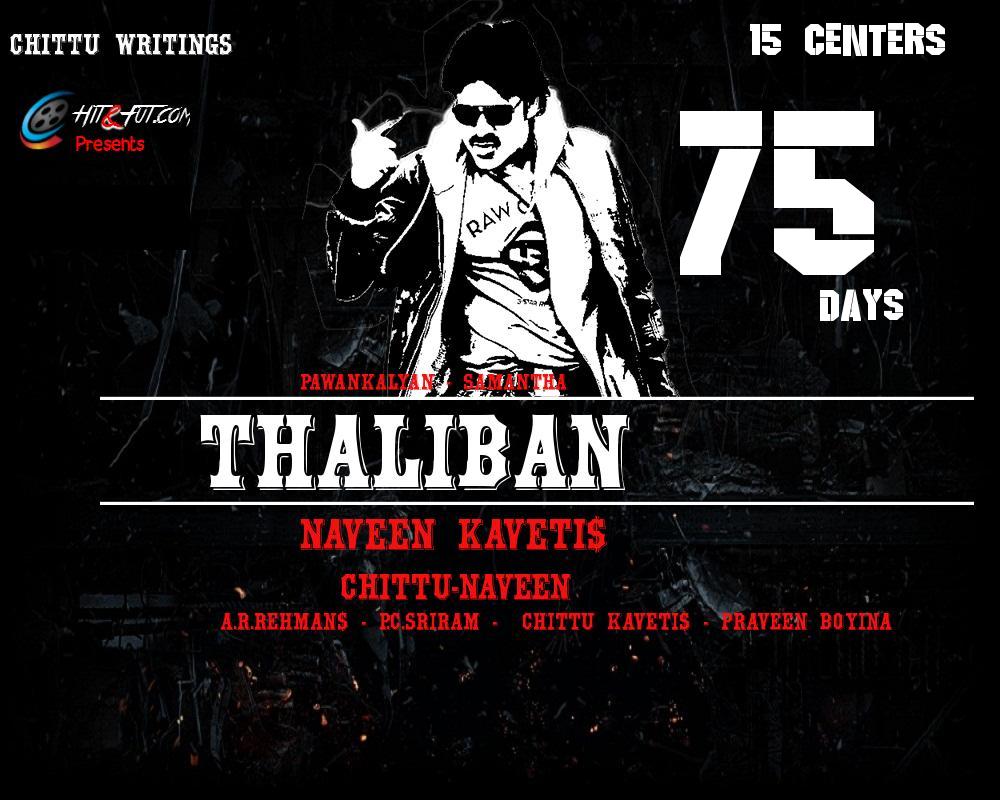 CHITTU WRITINGS
15 CENTERS
HIT&FUT.COM
Presents
75
DAYS
RAW
PAWANKALYAN - SAMANTHA
THALIBAN
NAVEEN KAVETI$
CHITTU-NAVEEN
A.R.REHMAN$ - P.C.SRIRAM - CHITTU KAVETI$ - PRAVEEN BOYINA